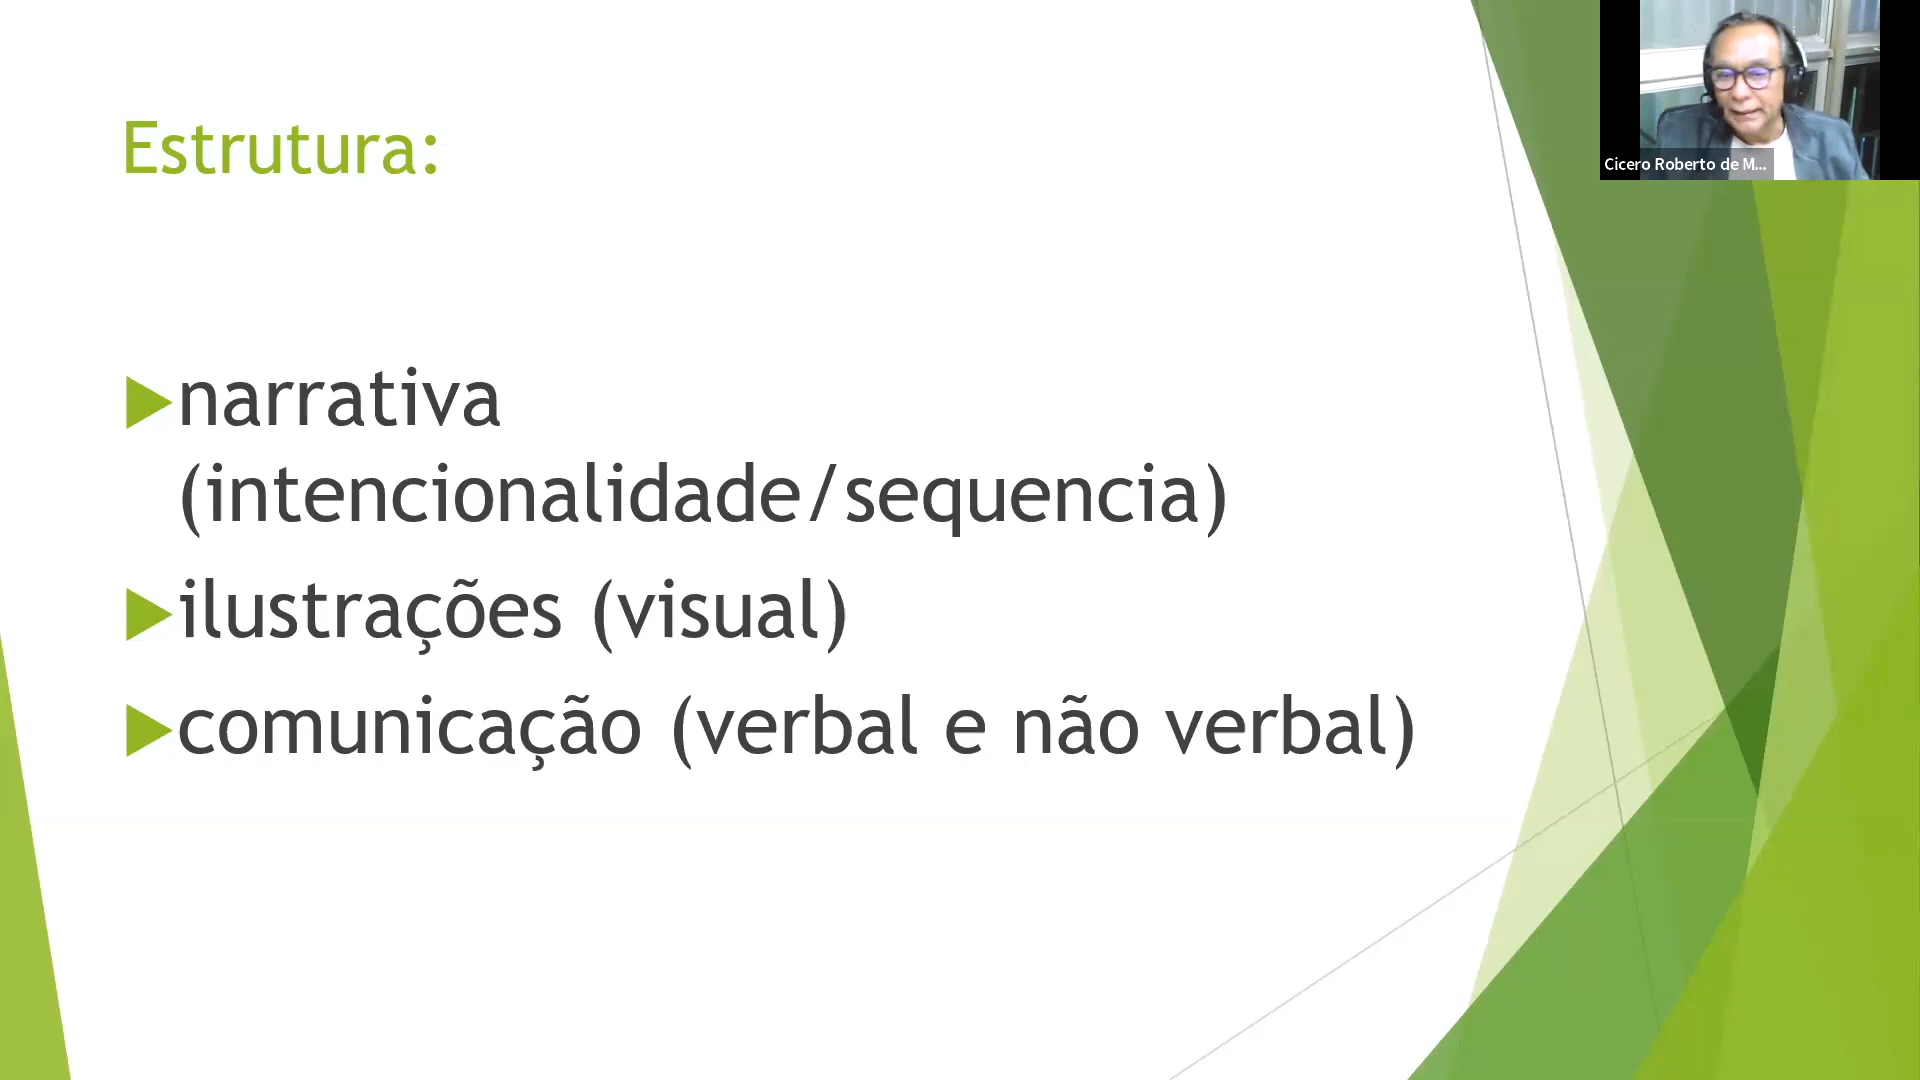 Estrutura:
narrativa
(intencionalidade/sequencia)
ilustrações (visual)
comunicação (verbal e não verbal)
Cicero Roberto de M...